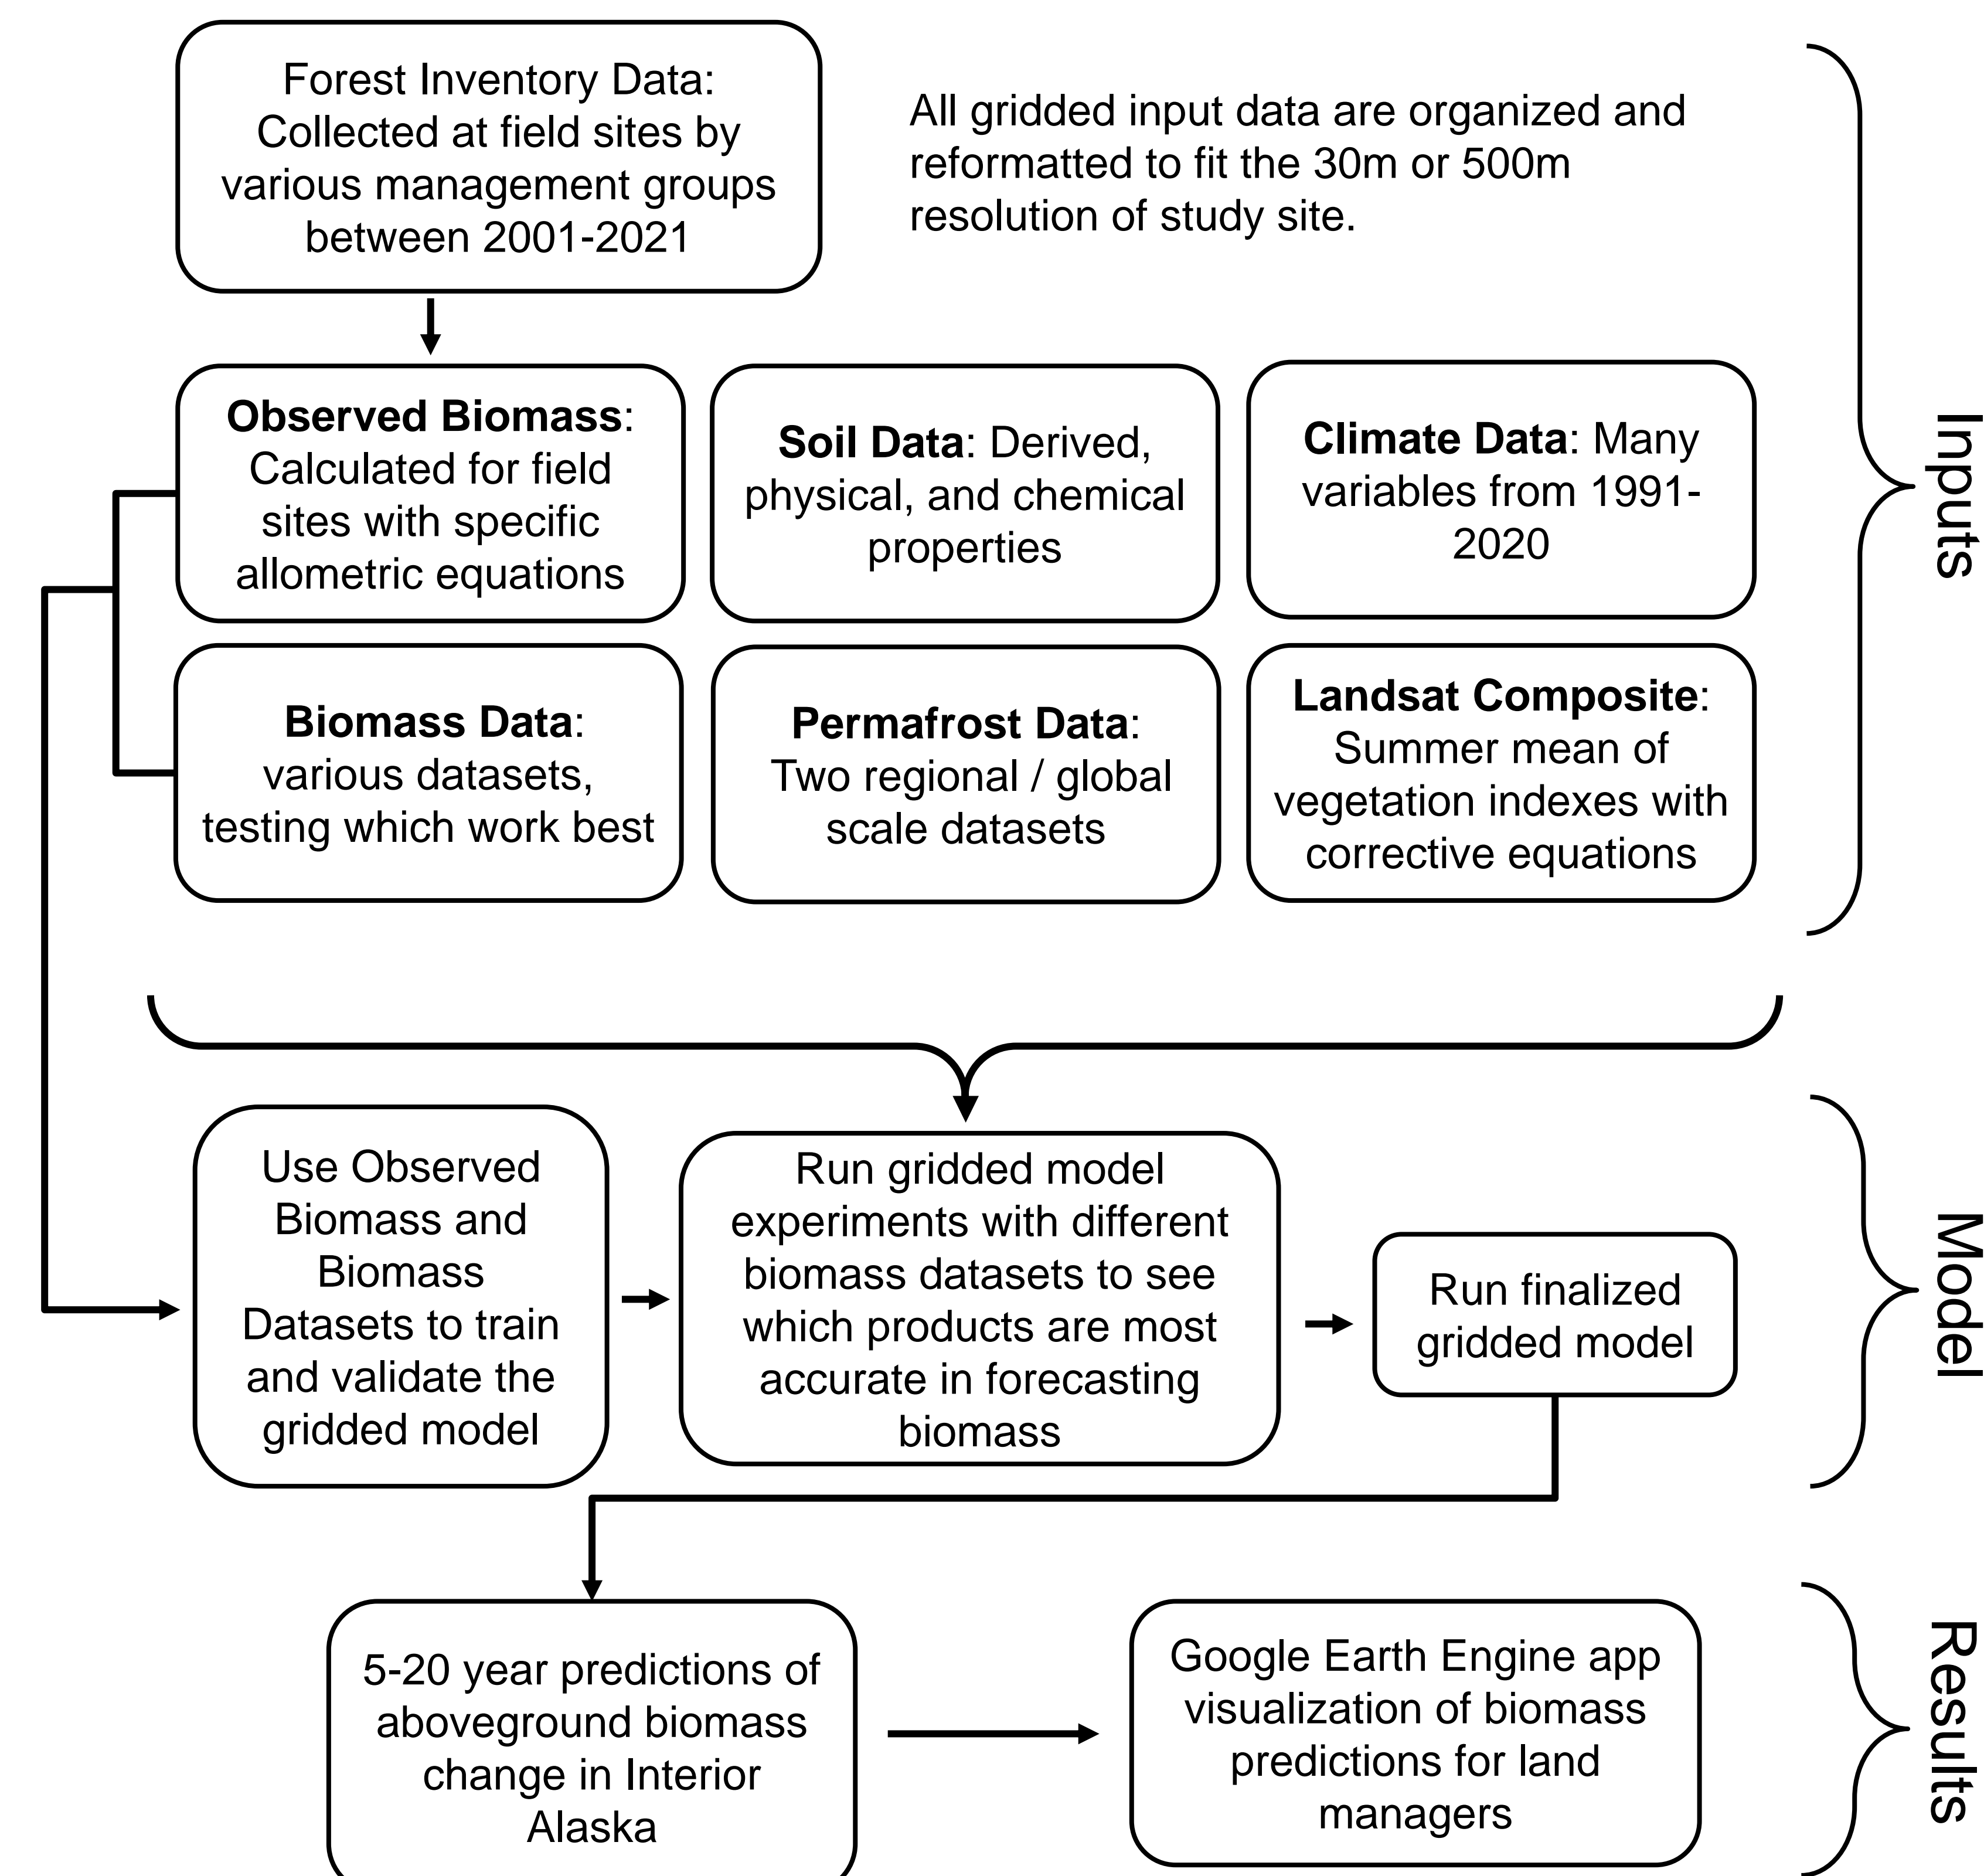 Forest Inventory Data:
Collected at field sites by
various management groups
between 2001-2021
All gridded input data are organized and
reformatted to fit the 30m or 500m
resolution of study site.
Observed Biomass:
Calculated for field
sites with specific
allometric equations
Soil Data: Derived,
physical, and chemical
properties
Climate Data: Many
variables from 1991-
2020
Biomass Data:
various datasets,
testing which work best
Permafrost Data:
Two regional / global
scale datasets
Landsat Composite:
Summer mean of
vegetation indexes with
corrective equations
Inputs
Use Observed
Biomass and
Biomass
Datasets to train
and validate the
gridded model
Run gridded model
experiments with different
biomass datasets to see
which products are most
accurate in forecasting
biomass
Run finalized
gridded model
Model
5-20 year predictions of
aboveground biomass
change in Interior
Alaska
Google Earth Engine app
visualization of biomass
predictions for land
managers
Results